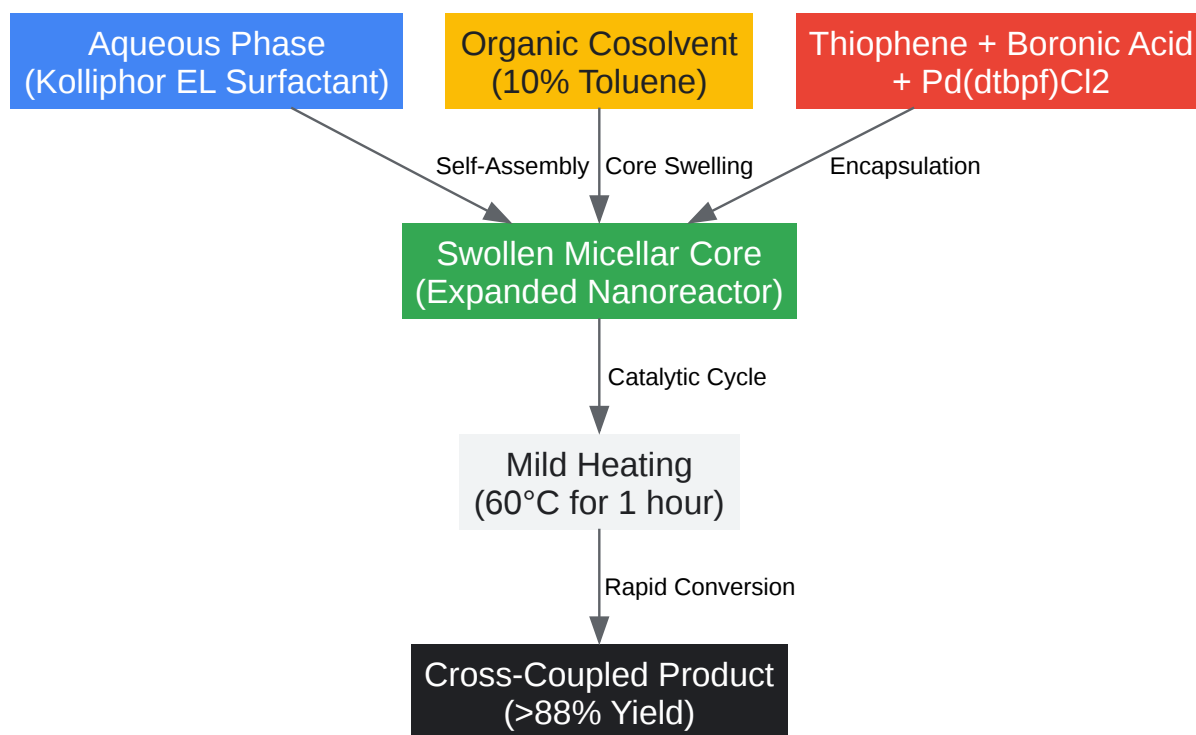 Aqueous Phase
(Kolliphor EL Surfactant)
Organic Cosolvent
(10% Toluene)
Thiophene + Boronic Acid
+ Pd(dtbpf)Cl2
Self-Assembly
Core Swelling
Encapsulation
Swollen Micellar Core
(Expanded Nanoreactor)
Catalytic Cycle
Mild Heating
(60°C for 1 hour)
Rapid Conversion
Cross-Coupled Product
(>88% Yield)